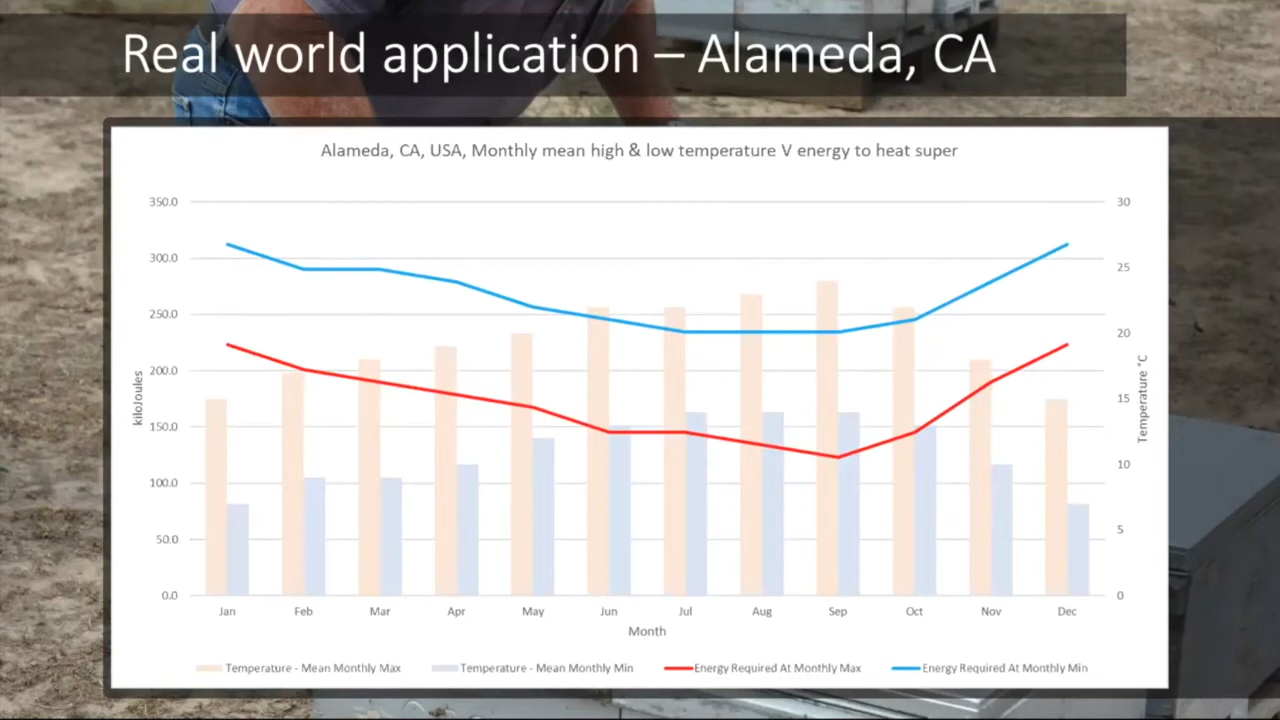 Real world application – Alameda, CA
Alameda, CA, USA, Monthly mean high & low temperature V energy to heat super
350.0
300.0
250.0
200.0
150.0
100.0
50.0
0.0
kiloJoules
30
25
20
15
10
5
0
Temperature °C
Jan Feb Mar Apr May Jun Jul Aug Sep Oct Nov Dec
Month
Temperature - Mean Monthly Max Temperature - Mean Monthly Min Energy Required At Monthly Max Energy Required At Monthly Min